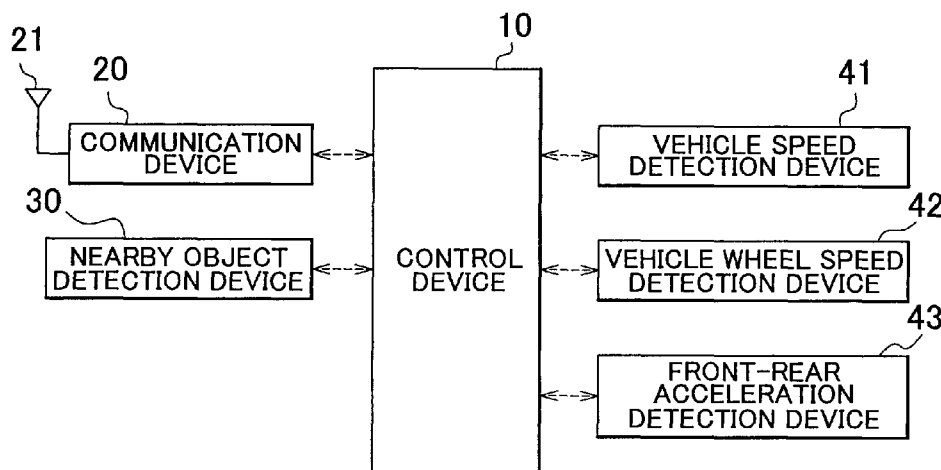 10
21
20
COMMUNICATION
DEVICE
41
VEHICLE SPEED
DETECTION DEVICE
30
NEARBY OBJECT
DETECTION DEVICE
CONTROL
DEVICE
42
VEHICLE WHEEL SPEED
DETECTION DEVICE
43
FRONT-REAR
ACCELERATION
DETECTION DEVICE